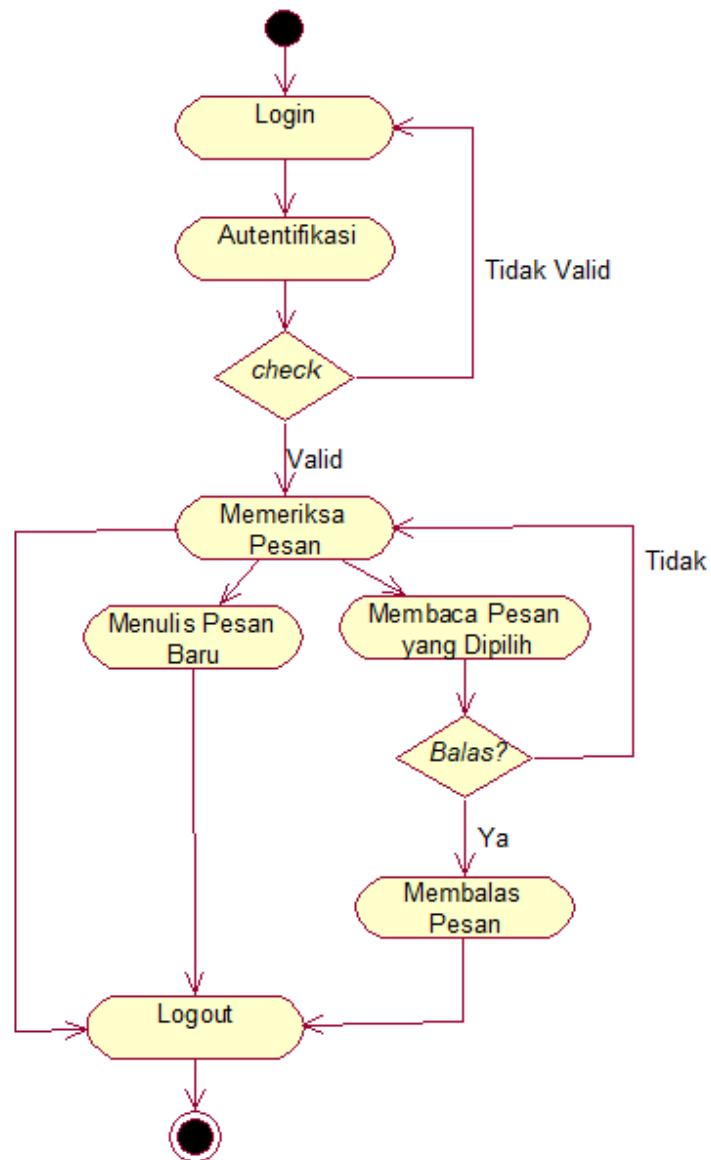 Login
Autentifikasi
Tidak Valid
check
Valid
Memeriksa
Pesan
Tidak
Menulis Pesan
Baru
Membaca Pesan
yang Dipilih
Balas?
Ya
Membalas
Pesan
Logout